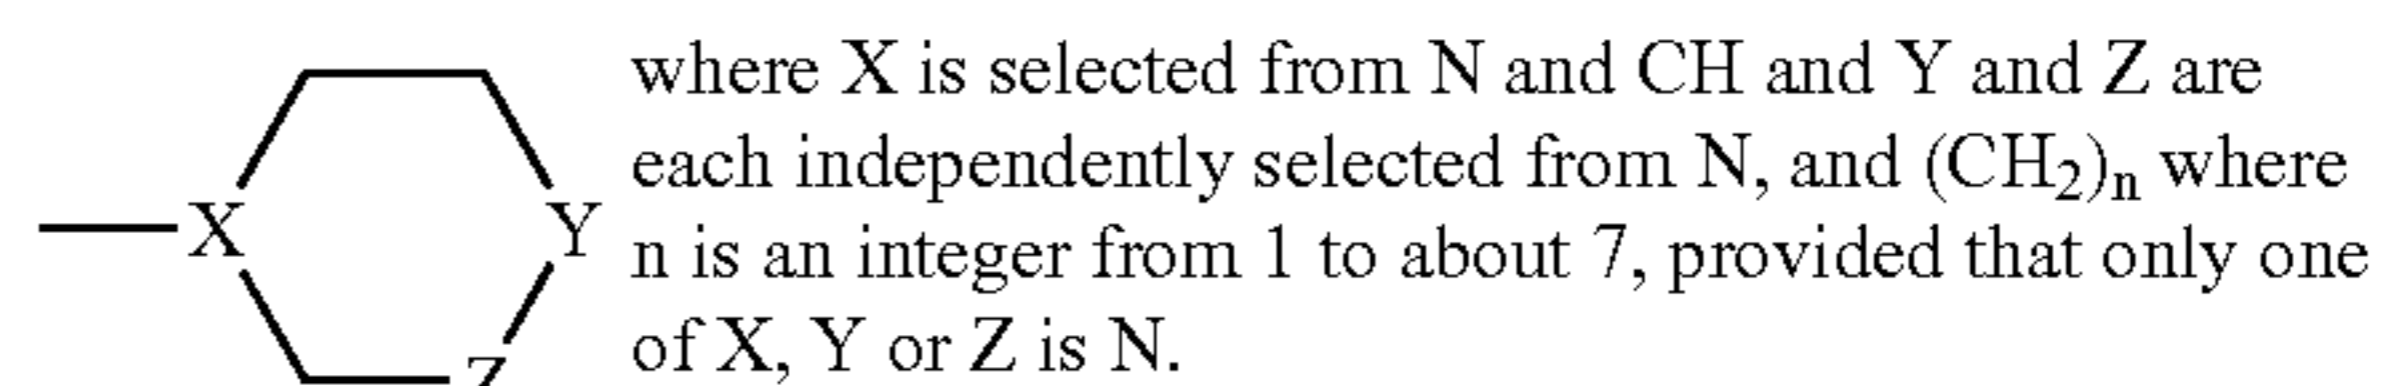 where X is selected from N and CH and Y and Z are
each independently selected from N, and (CH₂)ₙ where
n is an integer from 1 to about 7, provided that only one
of X, Y or Z is N.
X
Y
Z